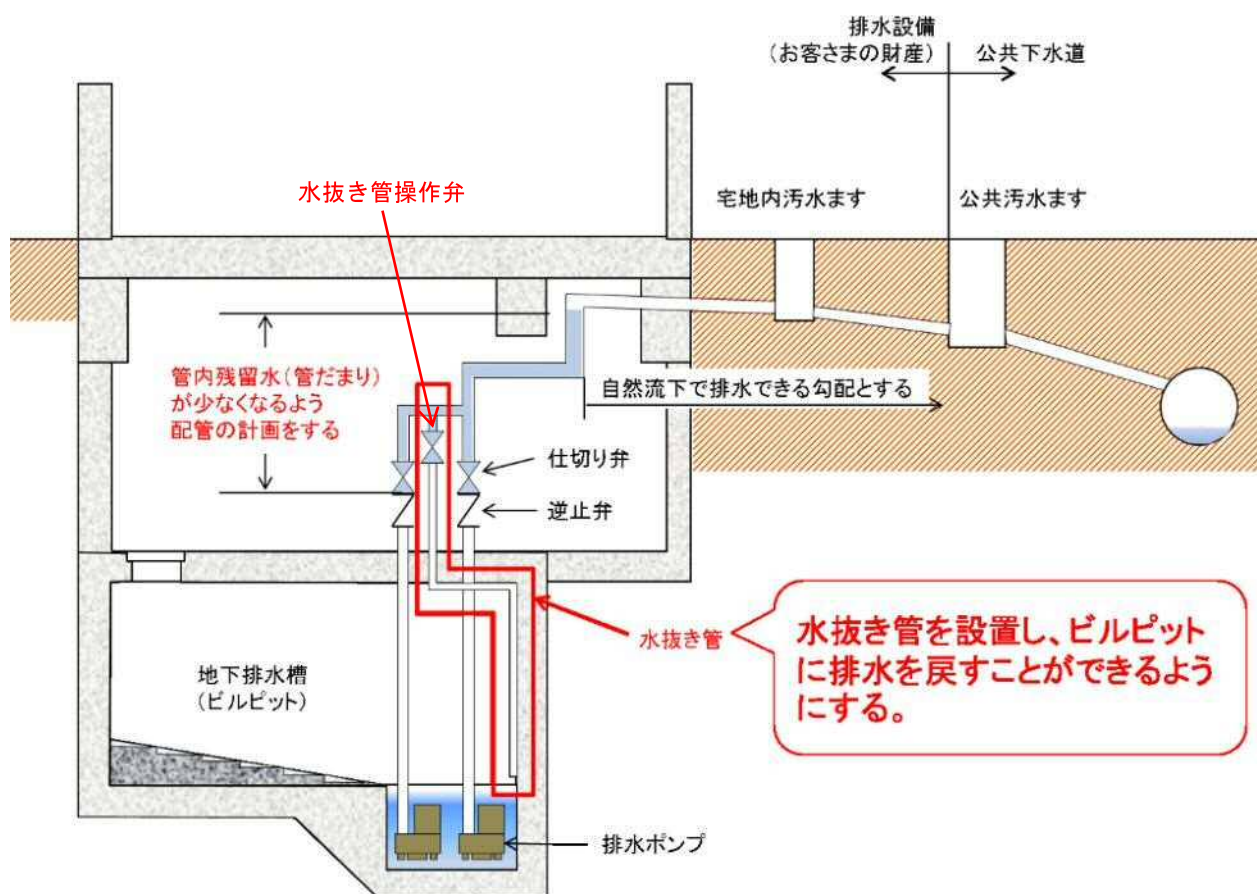 排水設備
(お客さまの財産)
公共下水道
水抜き管操作弁
宅地内汚水ます
公共汚水ます
管内残留水(管だまり)
が少なくなるよう
配管の計画をする
自然流下で排水できる勾配とする
仕切り弁
逆止弁
水抜き管
水抜き管を設置し、ビルピット
に排水を戻すことができるよう
にする。
地下排水槽
(ビルピット)
排水ポンプ